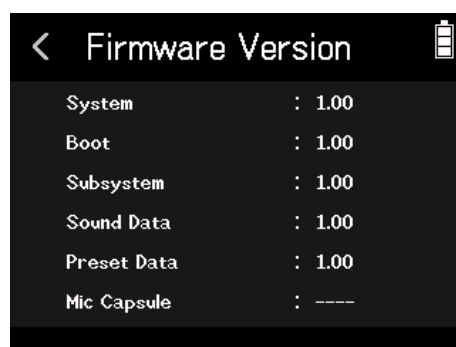 Firmware Version
System : 1.00
Boot : 1.00
Subsystem : 1.00
Sound Data : 1.00
Preset Data : 1.00
Mic Capsule : ----